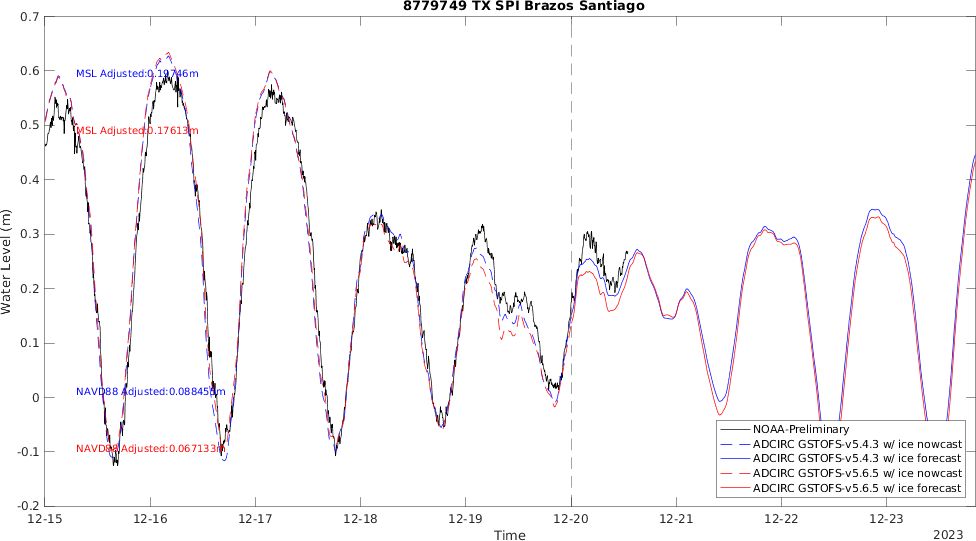 8779749 TX SPI Brazos Santiago
0.7
0.6
0.5
0.4
0.3
0.2
0.1
0
-0.1
-0.2
Water Level (m)
MSL Adjusted:0.19746m
MSL Adjusted:0.17613m
NAVD88 Adjusted:0.088455m
NAVD88 Adjusted:0.067133m
NOAA-Preliminary
ADCIRC GSTOFS-v5.4.3 w/ ice nowcast
ADCIRC GSTOFS-v5.4.3 w/ ice forecast
ADCIRC GSTOFS-v5.6.5 w/ ice nowcast
ADCIRC GSTOFS-v5.6.5 w/ ice forecast
12-15 12-16 12-17 12-18 12-19 12-20 12-21 12-22 12-23
Time
2023